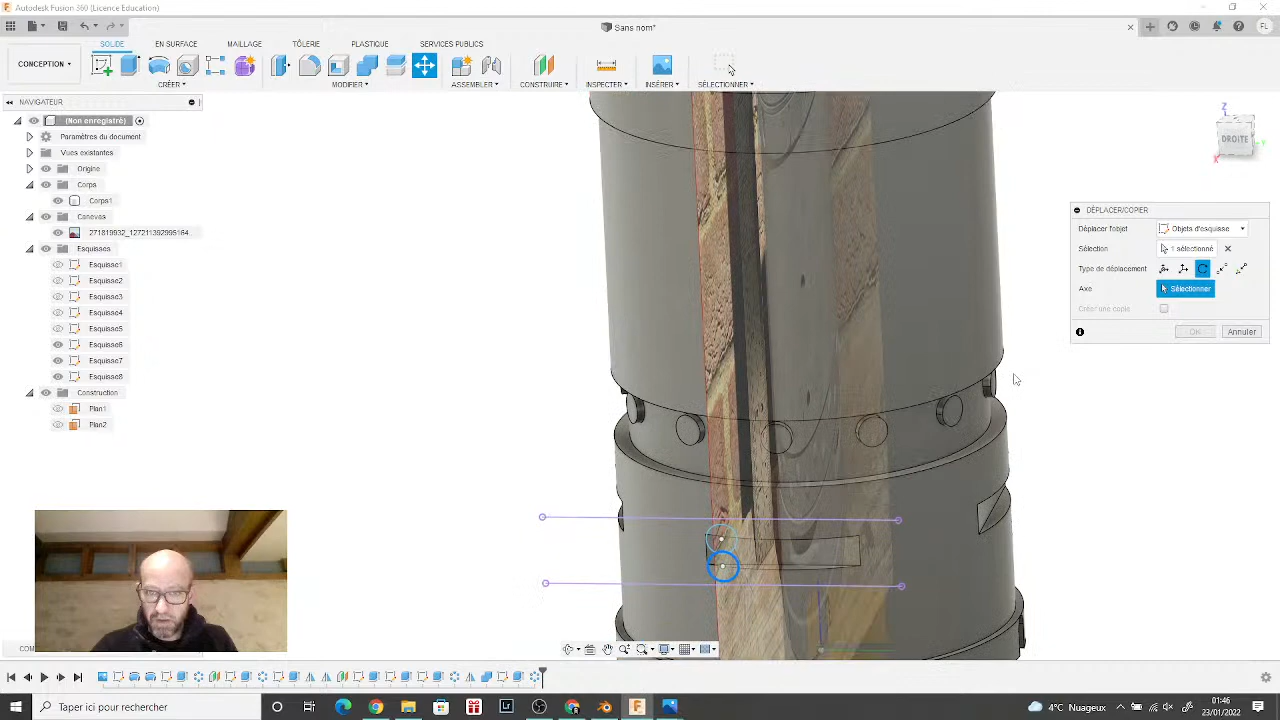 Autodesk Fusion 360 (Licence Education)
Sans nom*
FL
CONCEPTION
SOLIDE
EN SURFACE
MAILLAGE
TÔLERIE
PLASTIQUE
SERVICES PUBLICS
CRÉER
MODIFIER
ASSEMBLER
CONSTRUIRE
INSPECTER
INSÉRER
SÉLECTIONNER
NAVIGATEUR
(Non enregistré)
Paramètres du document
Vues existantes
Origine
Corps
Corps1
Canevas
271819932_127211392995164...
Esquisses
Esquisse1
Esquisse2
Esquisse3
Esquisse4
Esquisse5
Esquisse6
Esquisse7
Esquisse8
Construction
Plan1
Plan2
Z
DROITE
Y
X
DÉPLACER/COPIER
Déplacer l'objet
Objets d'esquisse
Sélection
1 sélectionné
Type de déplacement
Axe
Sélectionner
Créer une copie
OK
Annuler
COM
Taper ici pour rechercher
Lr
4°C Nuageux
01:46
23/01/2022